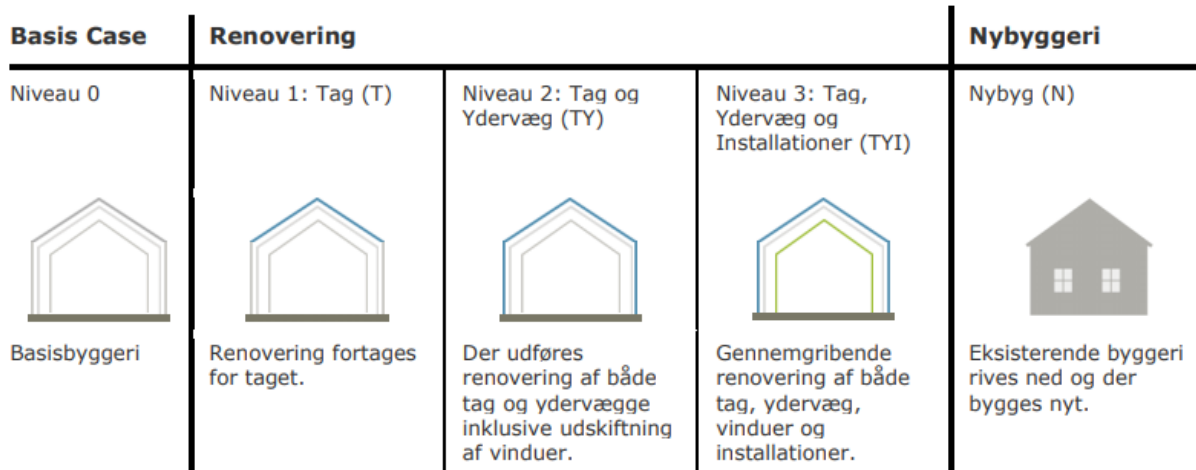 Basis Case
Renovering
Nybyggeri
Niveau 0
Niveau 1: Tag (T)
Niveau 2: Tag og
Ydervæg (TY)
Niveau 3: Tag,
Ydervæg og
Installationer (TYI)
Nybyg (N)
Basisbyggeri
Renovering fortages
for taget.
Der udføres
renovering af både
tag og ydervægge
inklusive udskiftning
af vinduer.
Gennemgribende
renovering af både
tag, ydervæg,
vinduer og
installationer.
Eksisterende byggeri
rives ned og der
bygges nyt.